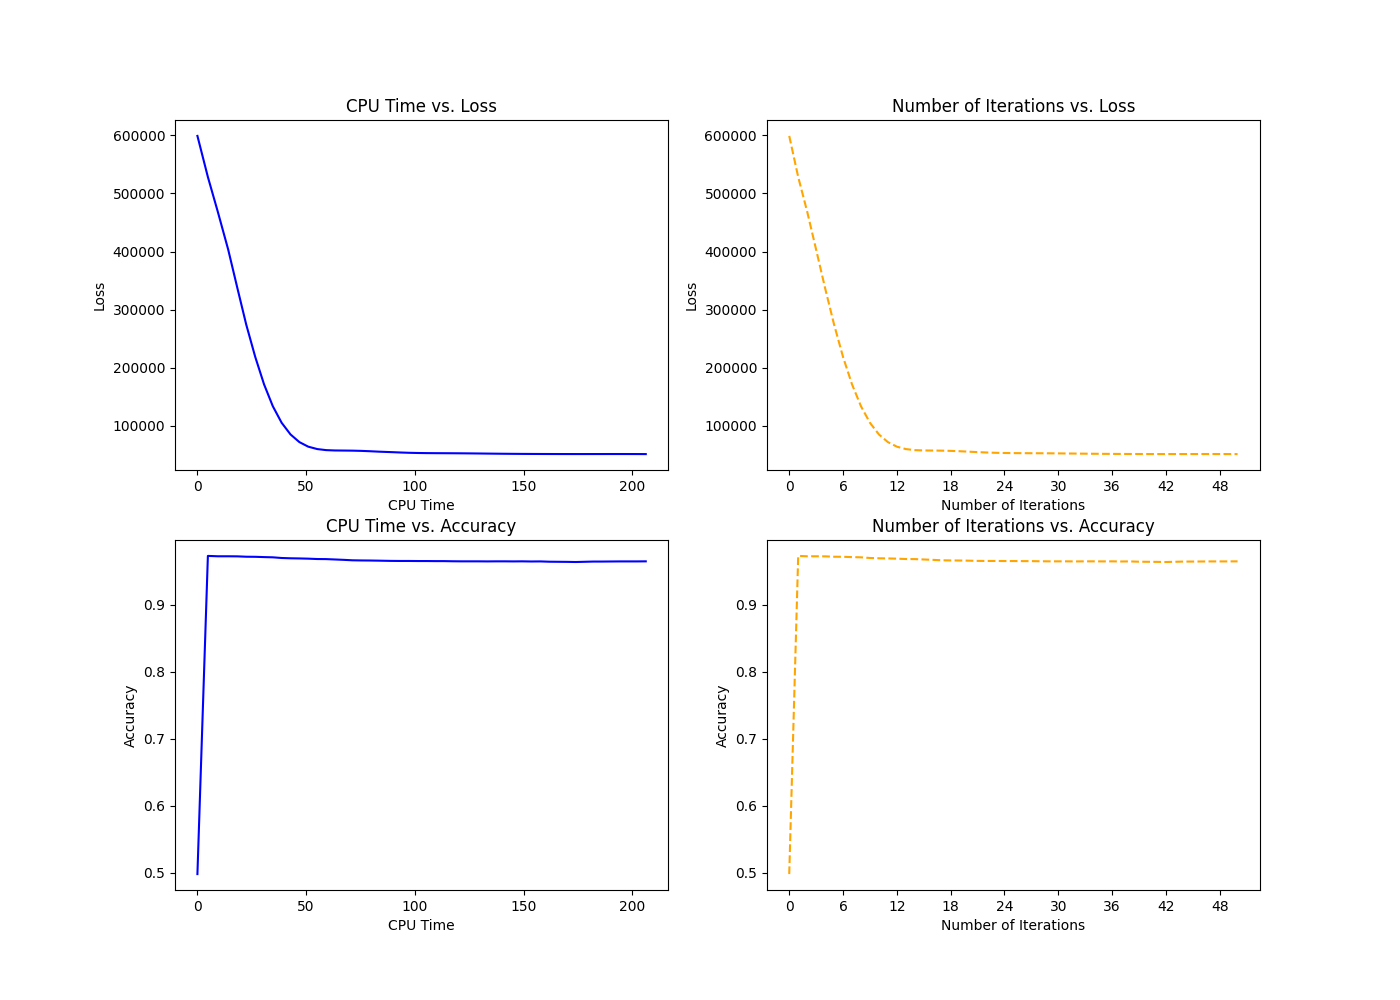 CPU Time vs. Loss
600000
500000
400000
300000
200000
100000
Loss
0 50 100 150 200
CPU Time
Number of Iterations vs. Loss
600000
500000
400000
300000
200000
100000
Loss
0 6 12 18 24 30 36 42 48
Number of Iterations
CPU Time vs. Accuracy
0.9
0.8
0.7
0.6
0.5
Accuracy
0 50 100 150 200
CPU Time
Number of Iterations vs. Accuracy
0.9
0.8
0.7
0.6
0.5
Accuracy
0 6 12 18 24 30 36 42 48
Number of Iterations